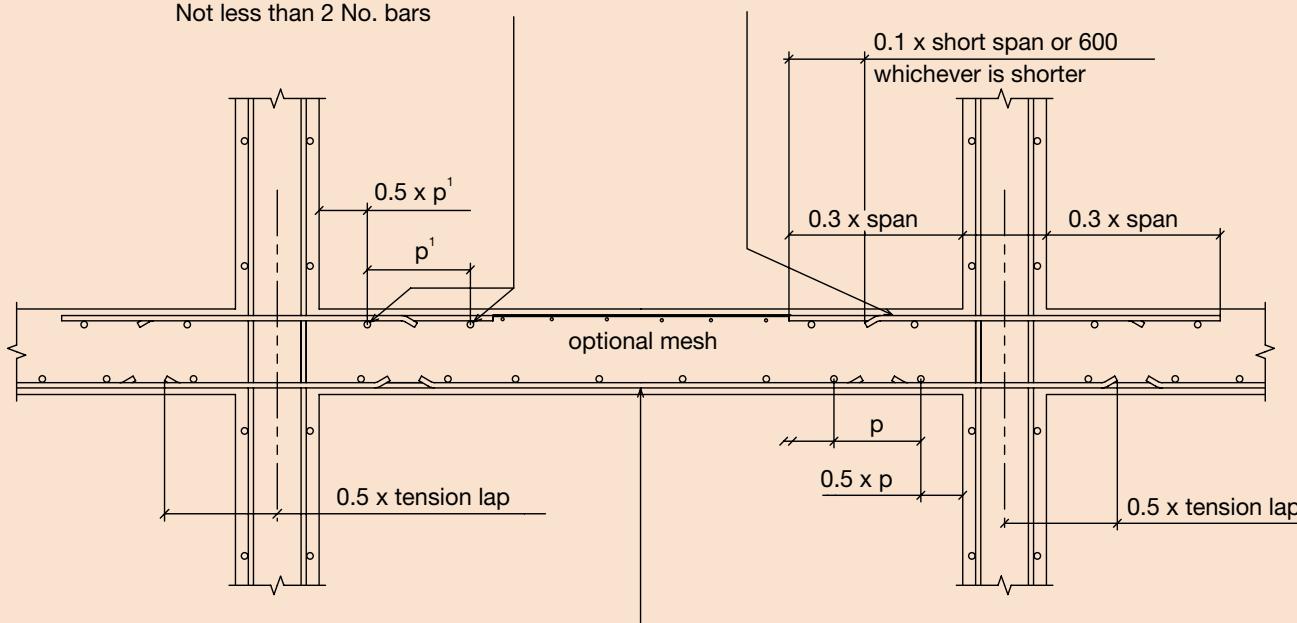 Not less than 2 No. bars
0.1 x short span or 600
whichever is shorter
0.5 x p¹
0.3 x span
0.3 x span
p¹
optional mesh
p
0.5 x p
0.5 x tension lap
0.5 x tension lap